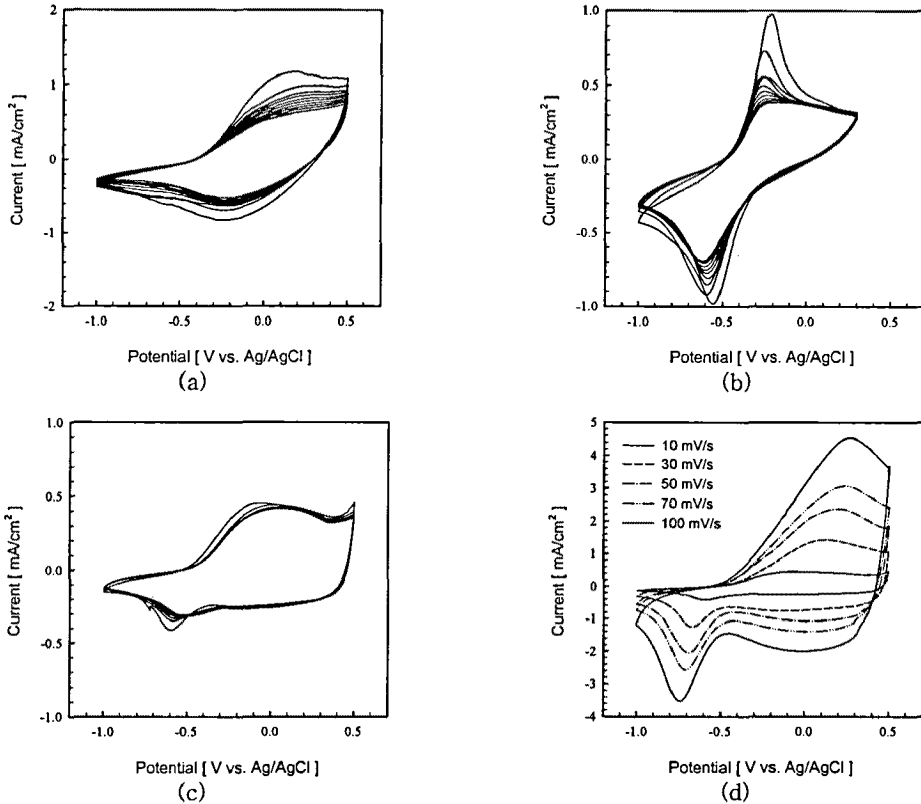 2
1
0
-1
-2
Current [ mA/cm²]
-1.0
-0.5
0.0
0.5
Potential [ V vs. Ag/AgCl ]
(a)
1.0
0.5
0.0
-0.5
-1.0
Current [ mA/cm²]
-1.0
-0.5
0.0
0.5
Potential [ V vs. Ag/AgCl ]
(b)
1.0
0.5
0.0
-0.5
-1.0
Current [ mA/cm²]
-1.0
-0.5
0.0
0.5
Potential [ V vs. Ag/AgCl ]
(c)
5
4
3
2
1
0
-1
-2
-3
-4
Current [ mA/cm²]
10 mV/s
30 mV/s
50 mV/s
70 mV/s
100 mV/s
-1.0
-0.5
0.0
0.5
Potential [ V vs. Ag/AgCl ]
(d)